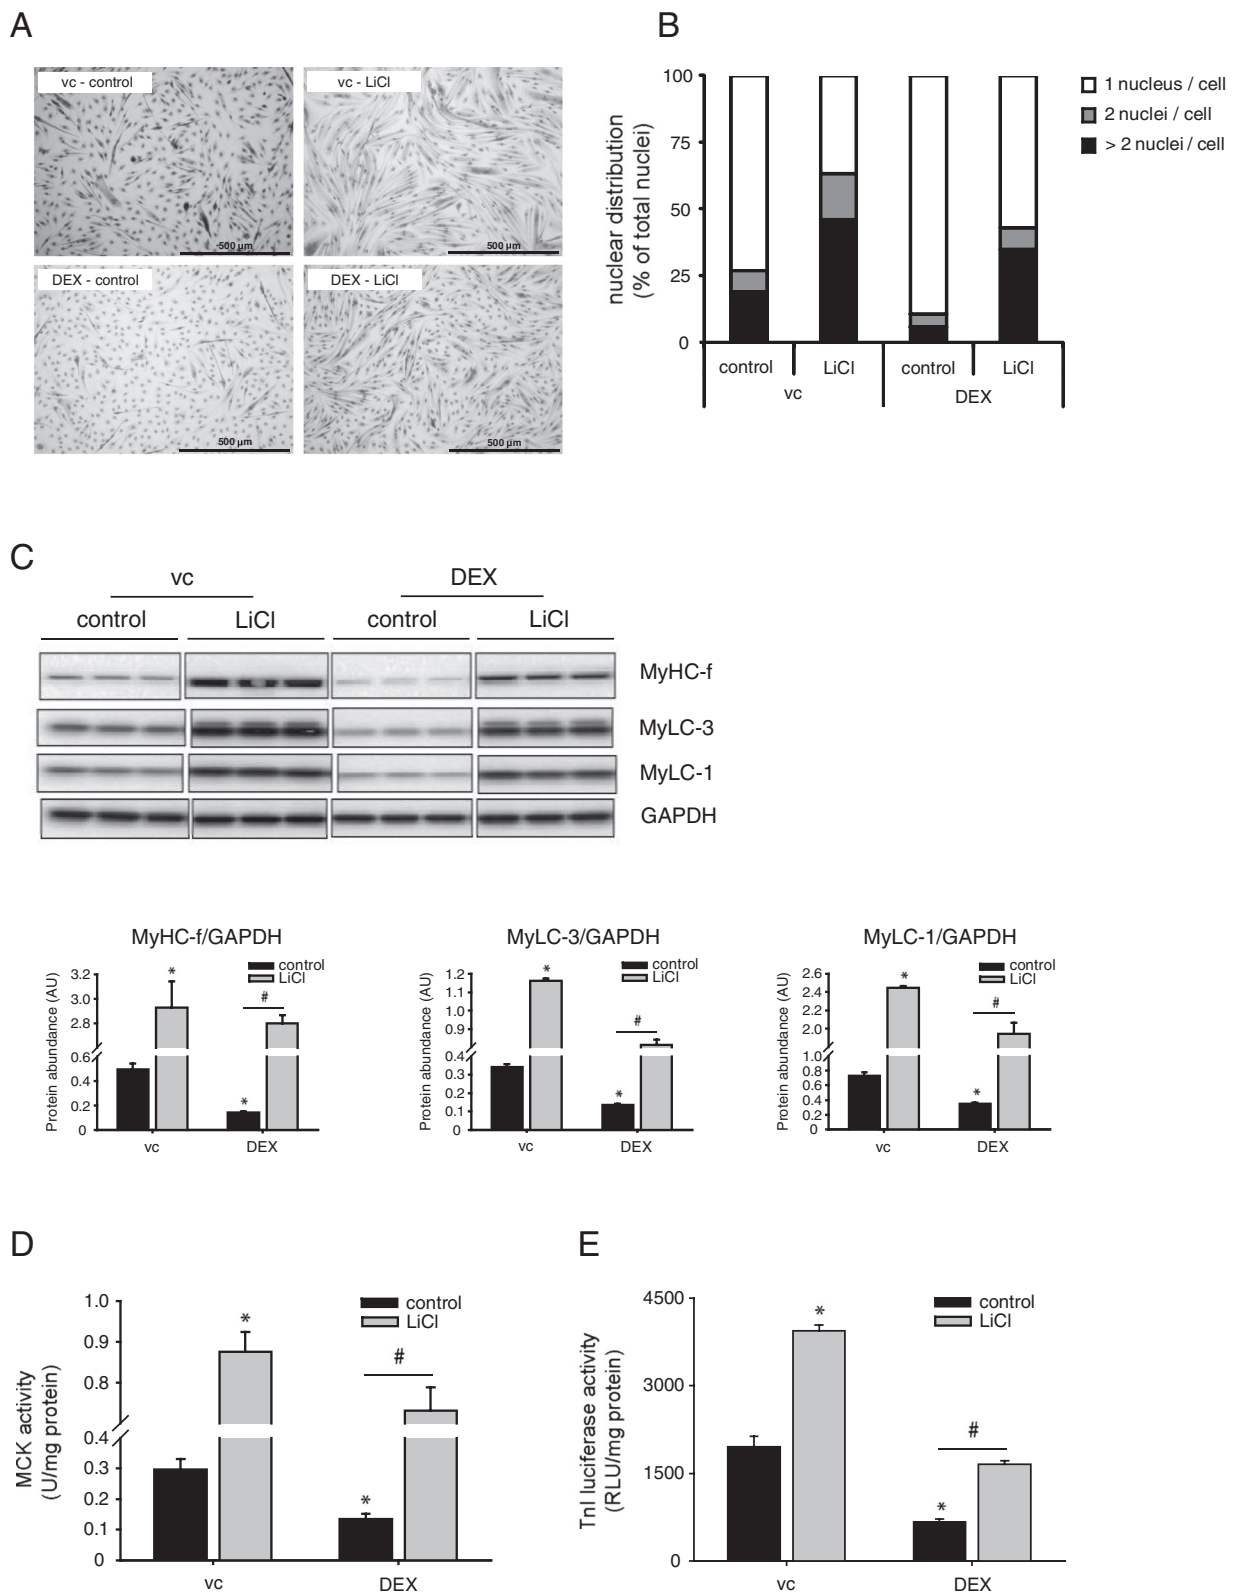 A
vc - control
vc - LiCl
500 µm
500 µm
DEX - control
DEX - LiCl
500 µm
500 µm
B
nuclear distribution
(% of total nuclei)
100
75
50
25
0
control
LiCl
control
LiCl
vc
DEX
1 nucleus / cell
2 nuclei / cell
> 2 nuclei / cell
C
vc
DEX
control
LiCl
control
LiCl
MyHC-f
MyLC-3
MyLC-1
GAPDH
MyHC-f/GAPDH
Protein abundance (AU)
3.2
3.0
2.8
0.6
0.4
0.2
0
*
*
#
control
LiCl
vc
DEX
MyLC-3/GAPDH
Protein abundance (AU)
1.2
1.1
1.0
0.9
0.4
0.3
0.2
0.1
0
*
*
#
control
LiCl
vc
DEX
MyLC-1/GAPDH
Protein abundance (AU)
2.6
2.4
2.2
2.0
1.0
0.8
0.6
0.4
0.2
0
*
*
#
control
LiCl
vc
DEX
D
MCK activity
(U/mg protein)
1.0
0.9
0.8
0.4
0.3
0.2
0.1
0
*
*
#
control
LiCl
vc
DEX
E
TnI luciferase activity
(RLU/mg protein)
4500
3000
1500
0
*
*
#
control
LiCl
vc
DEX